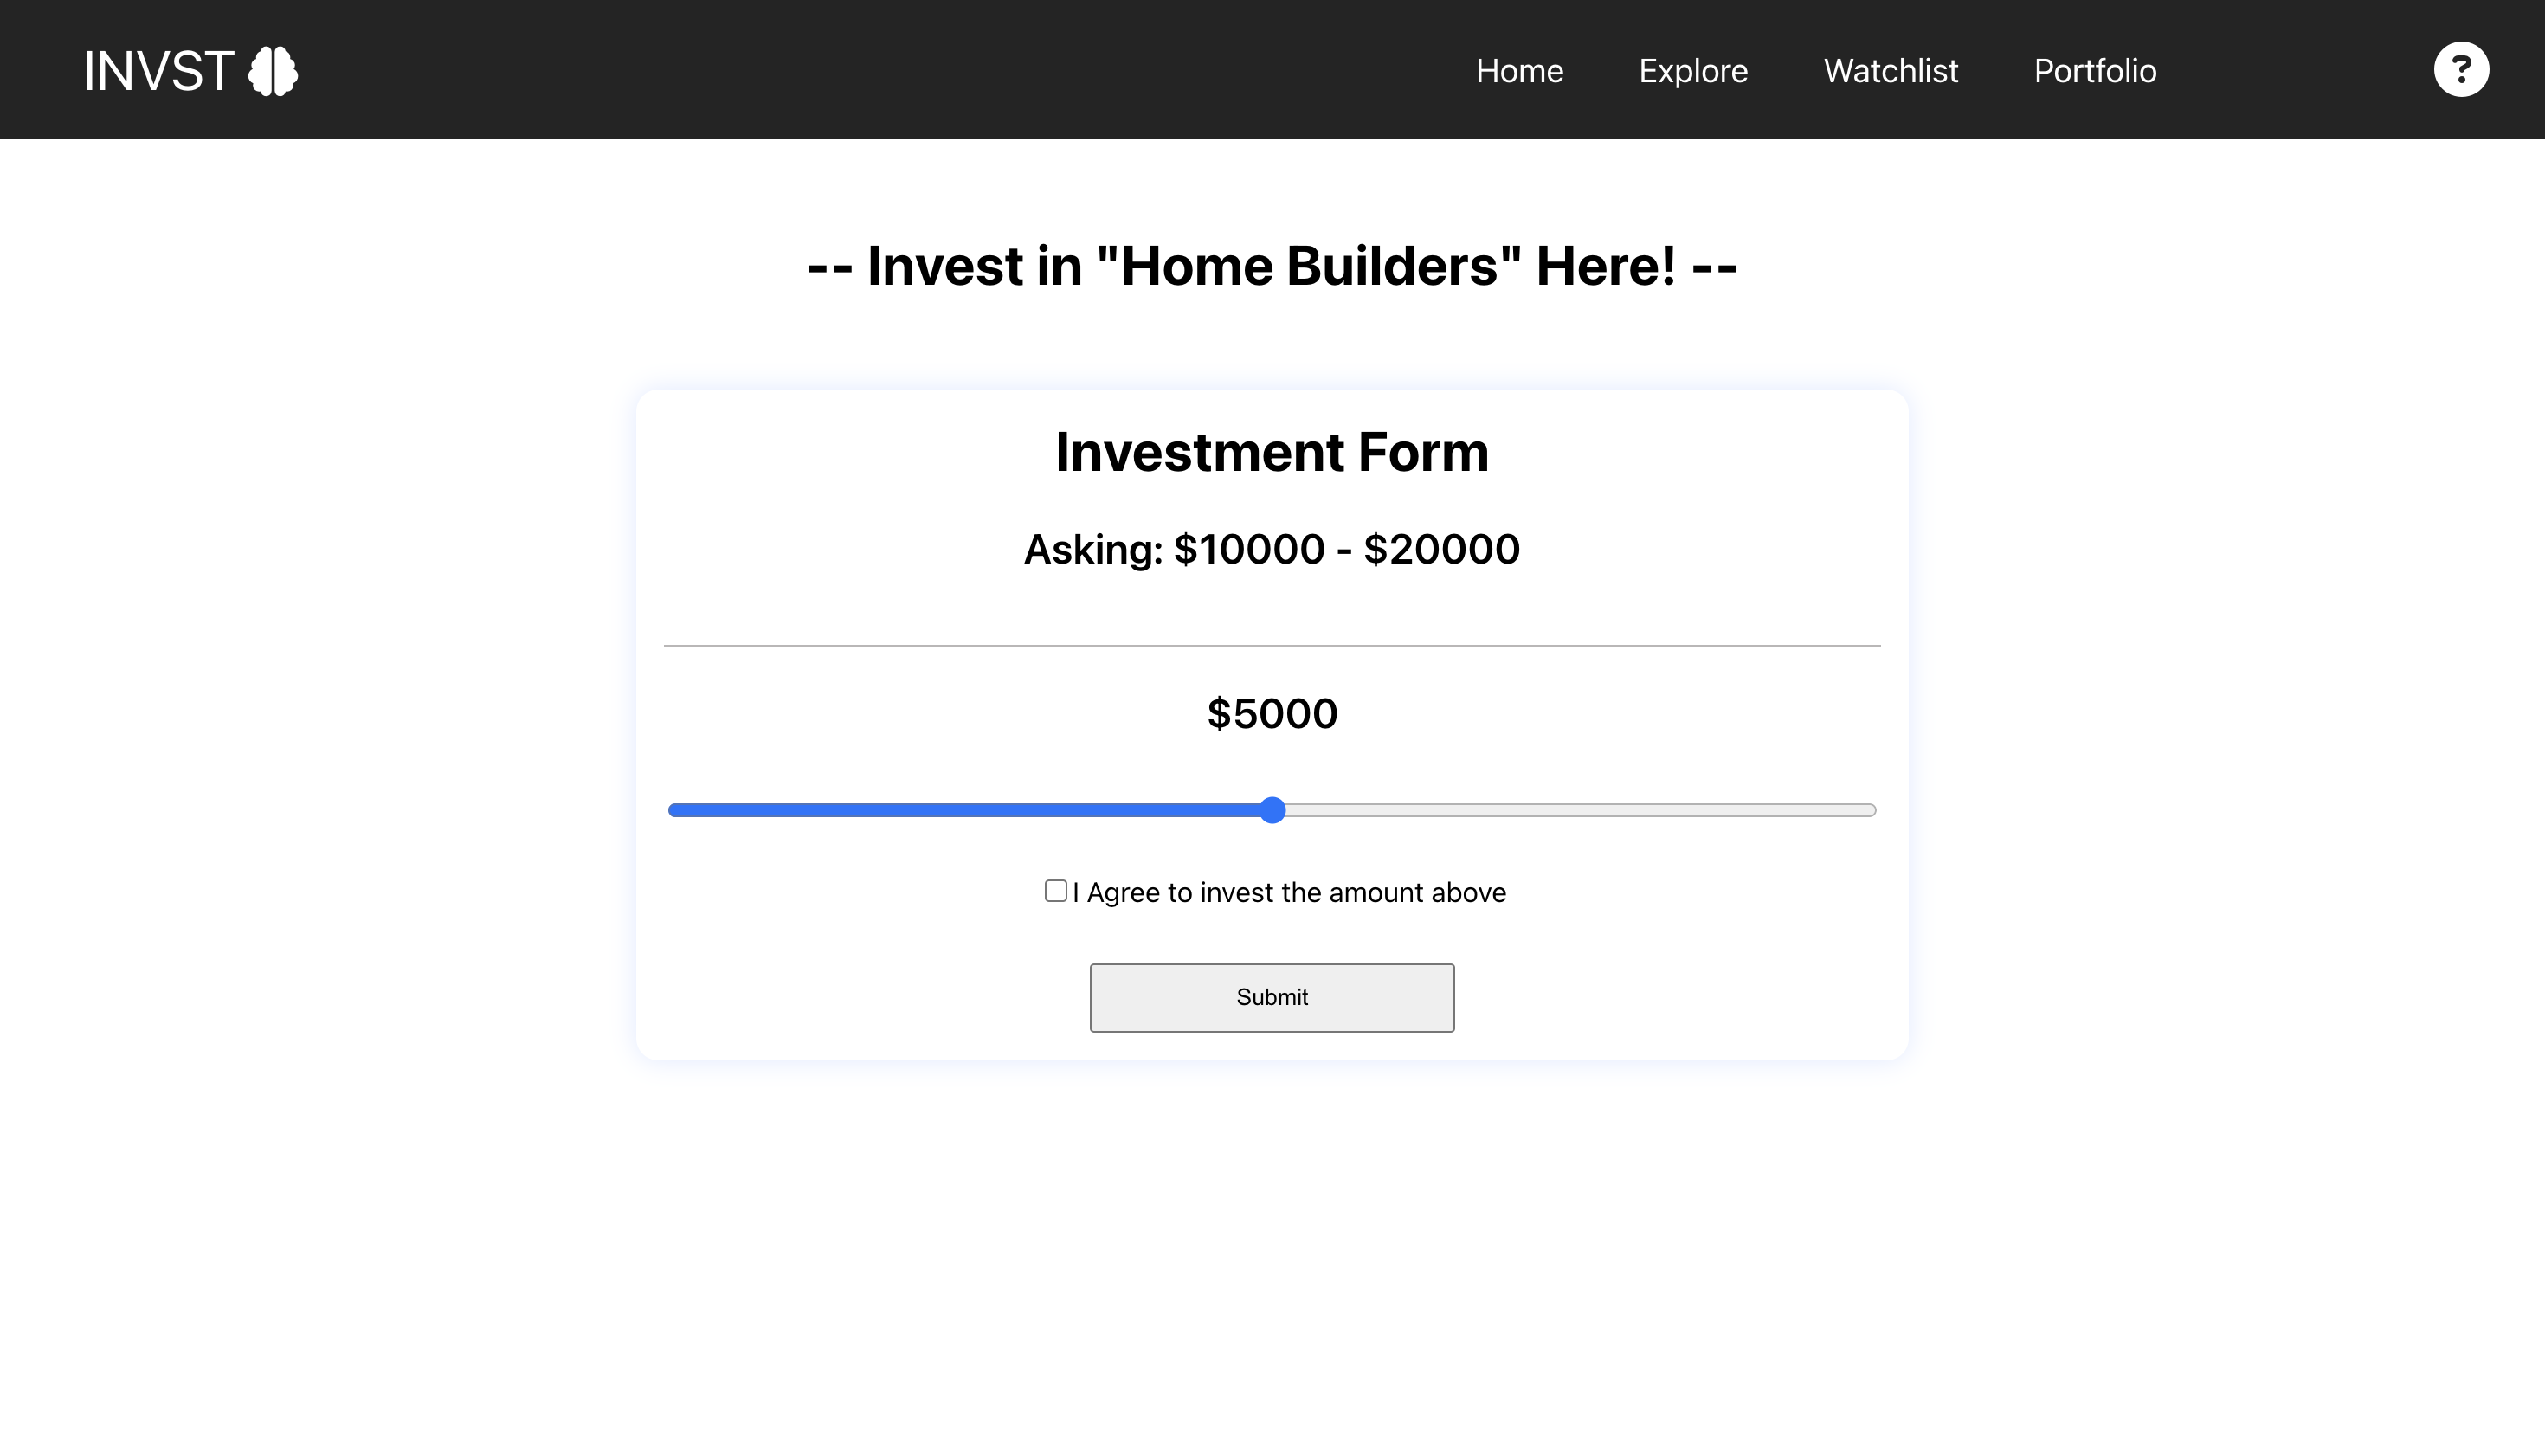 INVST
Home Explore Watchlist Portfolio
?
-- Invest in "Home Builders" Here! --
Investment Form
Asking: $10000 - $20000
$5000
I Agree to invest the amount above
Submit